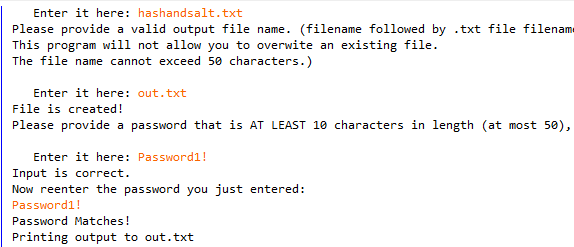 Enter it here: hashandsalt.txt
Please provide a valid output file name. (filename followed by .txt file filenam
This program will not allow you to overwite an existing file.
The file name cannot exceed 50 characters.)
Enter it here: out.txt
File is created!
Please provide a password that is AT LEAST 10 characters in length (at most 50),
Enter it here: Password1!
Input is correct.
Now reenter the password you just entered:
Password1!
Password Matches!
Printing output to out.txt